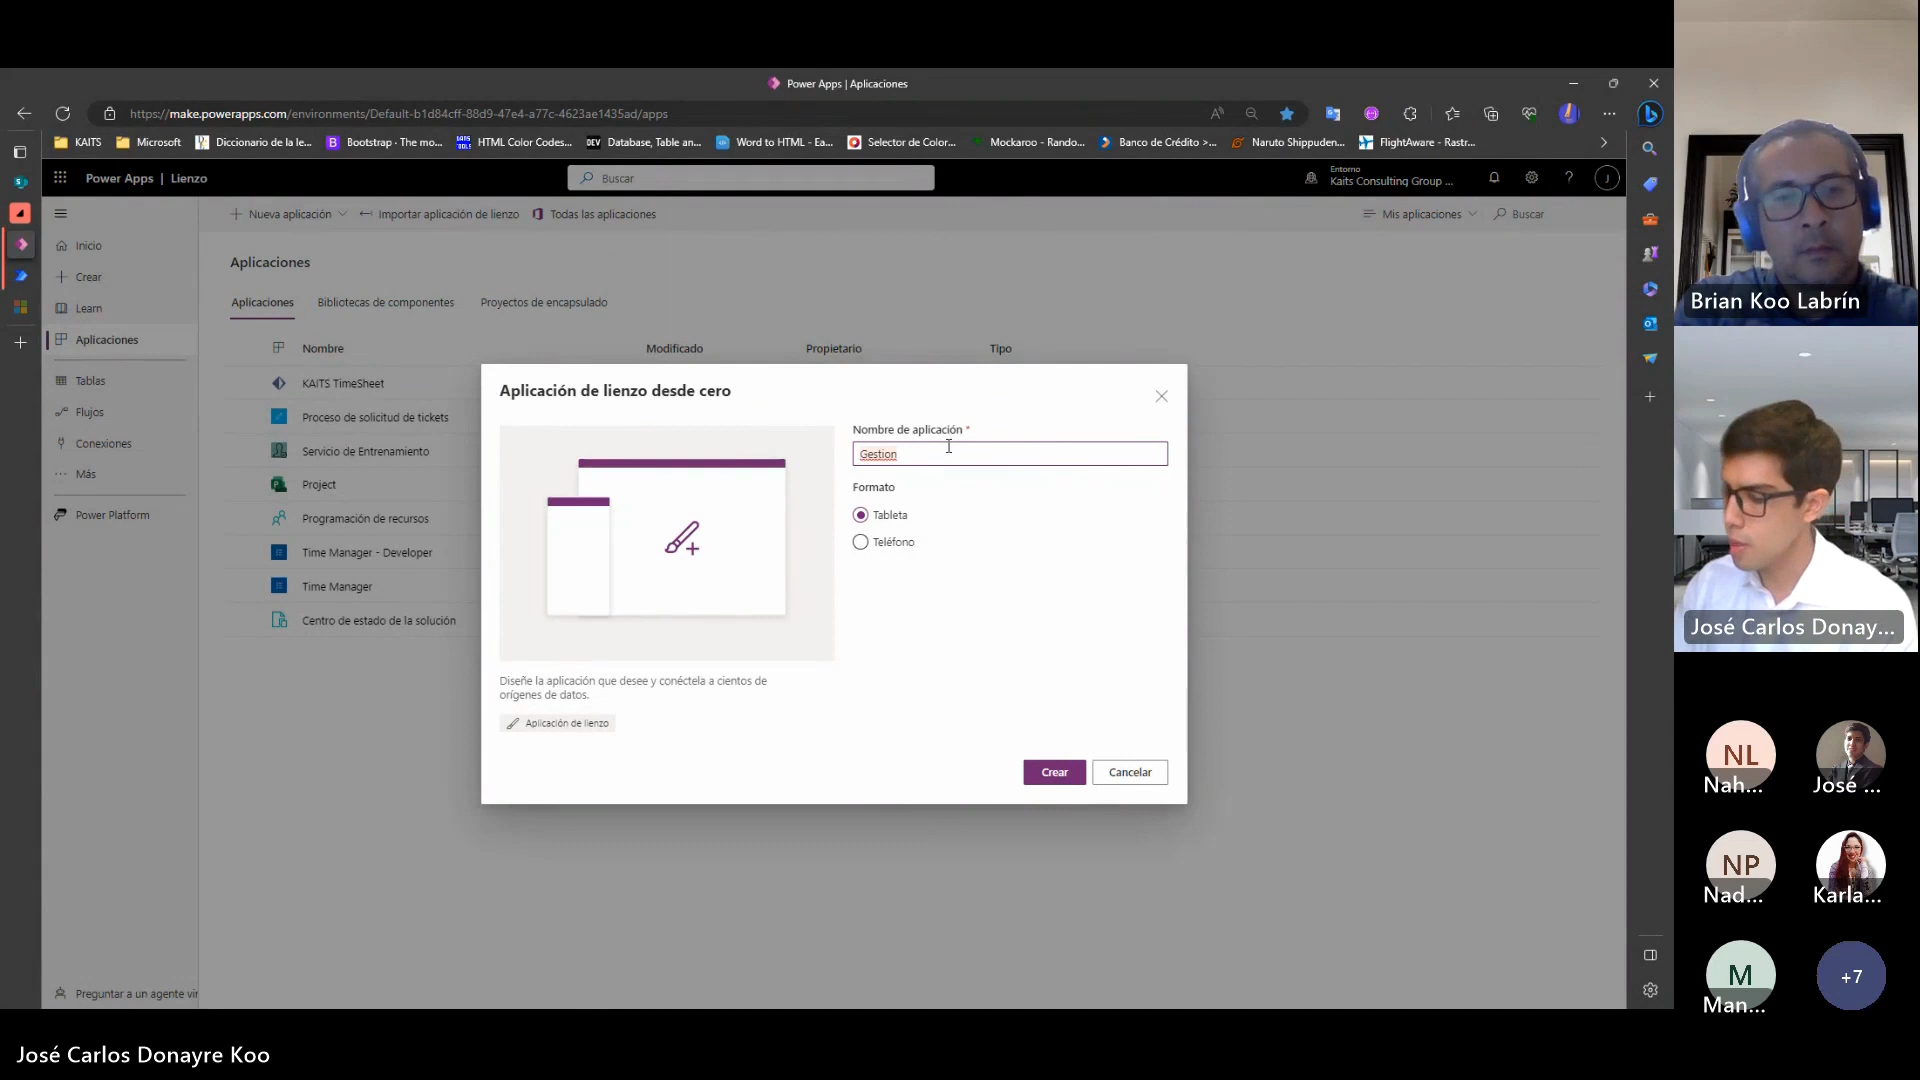 Power Apps | Aplicaciones
https://make.powerapps.com/environments/Default-b1d84cff-88d9-47e4-a77c-4623ae1435ad/apps
KAITS
Microsoft
Diccionario de la le...
Bootstrap · The mo...
HTML Color Codes...
Database, Table an...
Word to HTML - Ea...
Selector de Color...
Mockaroo - Rando...
Banco de Crédito >...
Naruto Shippuden...
FlightAware - Rastr...
Power Apps | Lienzo
Buscar
Entorno
Kaits Consulting Group ...
J
Nueva aplicación
Importar aplicación de lienzo
Todas las aplicaciones
Mis aplicaciones
Buscar
Inicio
Crear
Learn
Aplicaciones
Tablas
Flujos
Conexiones
Más
Power Platform
Preguntar a un agente vir
Aplicaciones
Aplicaciones
Bibliotecas de componentes
Proyectos de encapsulado
Nombre
Modificado
Propietario
Tipo
KAITS TimeSheet
Proceso de solicitud de tickets
Servicio de Entrenamiento
Project
Programación de recursos
Time Manager - Developer
Time Manager
Centro de estado de la solución
Aplicación de lienzo desde cero
Nombre de aplicación *
Gestion
Formato
Tableta
Teléfono
Diseñe la aplicación que desee y conéctela a cientos de
orígenes de datos.
Aplicación de lienzo
Crear
Cancelar
Brian Koo Labrín
José Carlos Donay...
NL
Nah...
José ...
NP
Nad...
Karla...
M
Man...
+7
José Carlos Donayre Koo